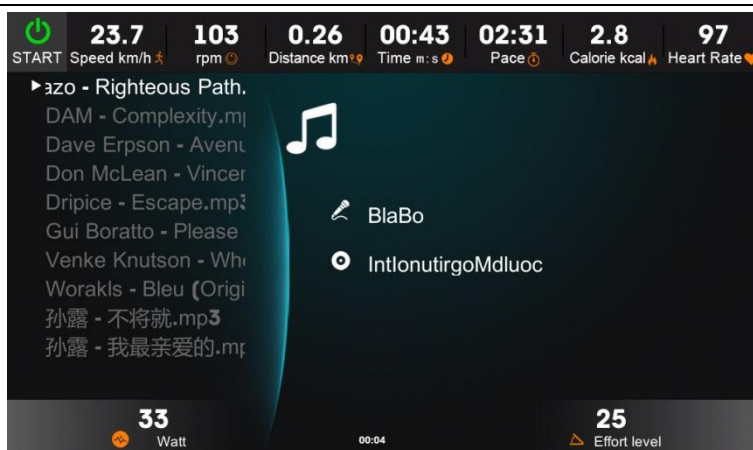 23.7 103 0.26 00:43 02:31 2.8 97
START Speed km/h rpm Distance km Time m:s Pace Calorie kcal Heart Rate
azo - Righteous Path.
DAM - Complexity.m
Dave Erpson - Avenu
Don McLean - Vincen
Dripice - Escape.mp3
Gui Boratto - Please
Venke Knutson - Whe
Worakls - Bleu (Origi
孙露 - 不将就.mp3
孙露 - 我最亲爱的.mp
BlaBo
IntIonutirgoMdluoc
33 25
Watt 00:04 Effort level